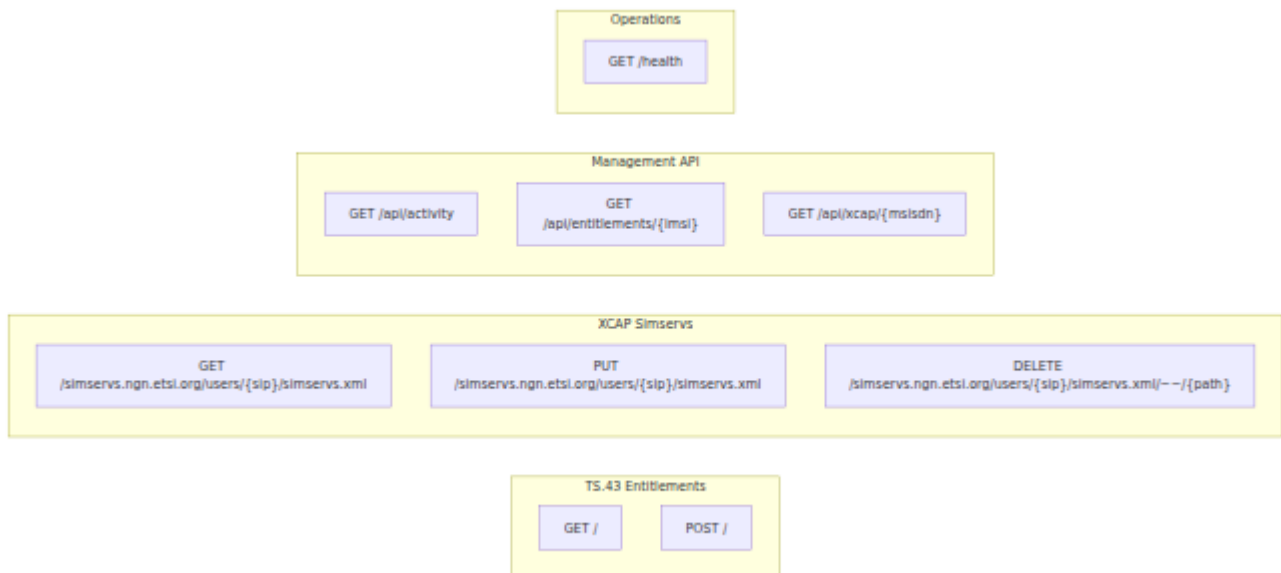 Operations
GET /health
Management API
GET /api/activity
GET
/api/entitlements/{imsi}
GET /api/xcap/{msisdn}
XCAP Simservs
GET
/simservs.ngn.etsi.org/users/{sip}/simservs.xml
PUT
/simservs.ngn.etsi.org/users/{sip}/simservs.xml
DELETE
/simservs.ngn.etsi.org/users/{sip}/simservs.xml/~~/{path}
TS.43 Entitlements
GET /
POST /